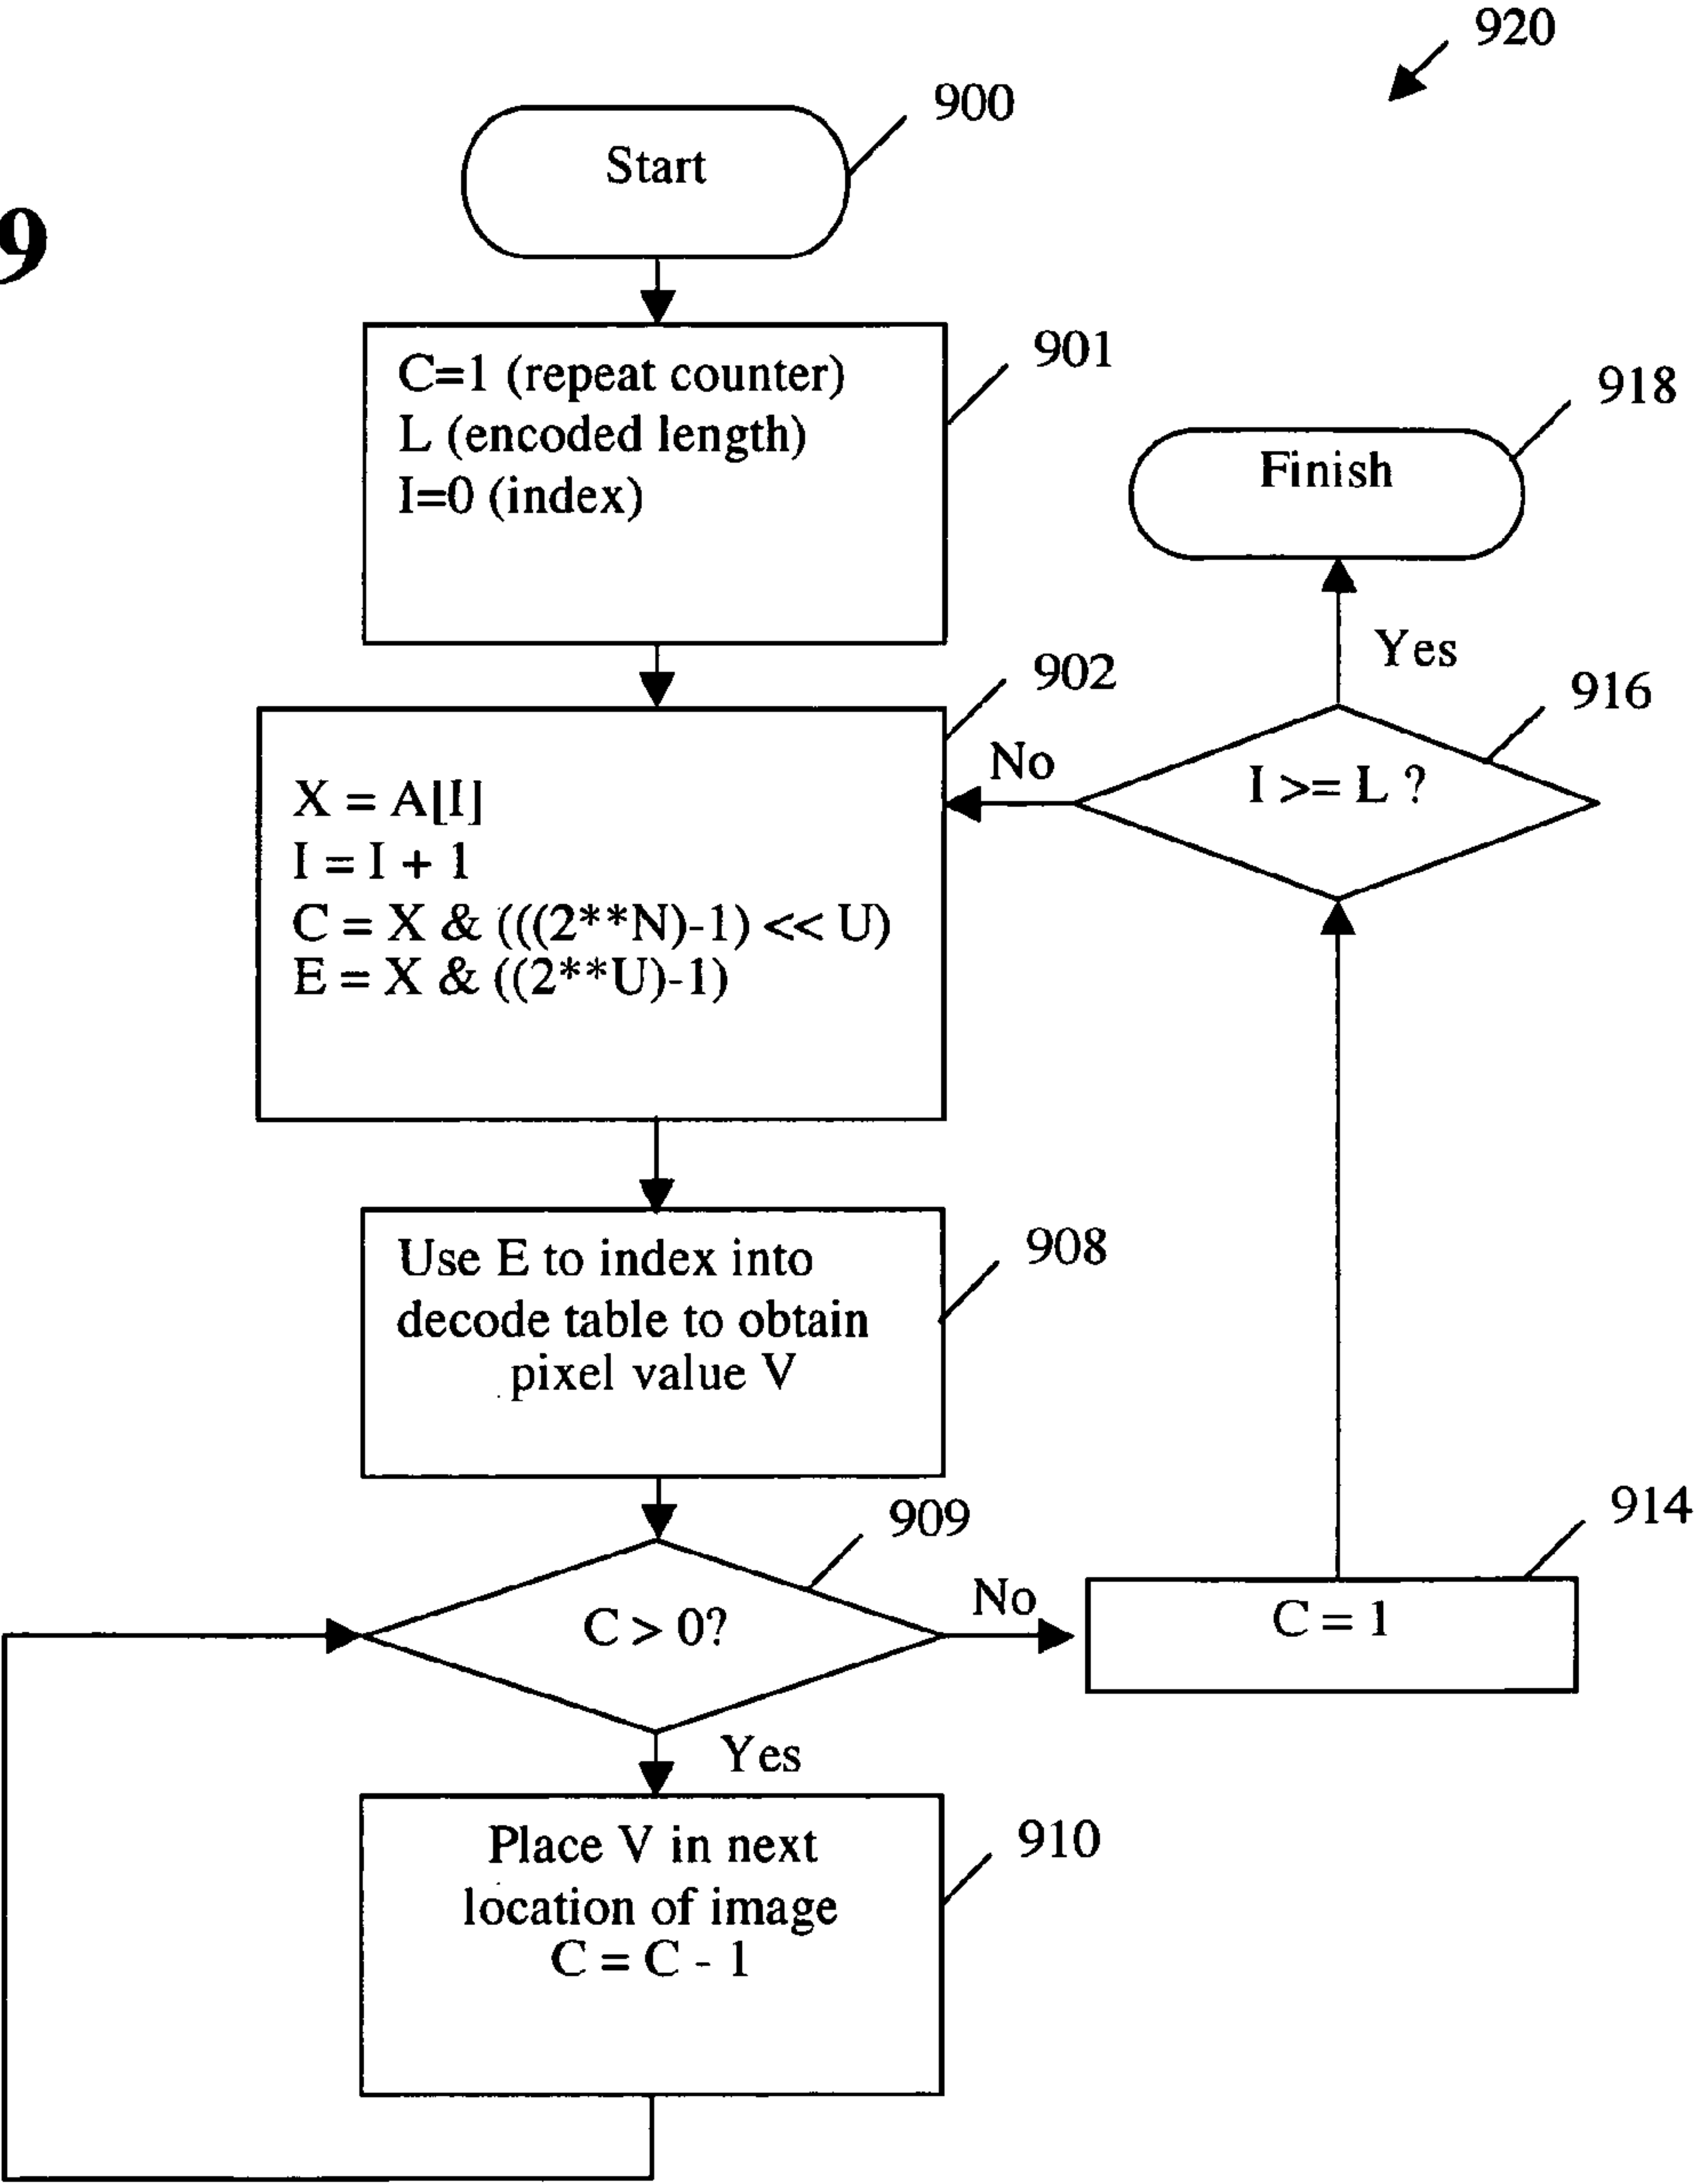 920
900
Start
9
901
C=1 (repeat counter)
L (encoded length)
I=0 (index)
918
Finish
Yes
902
916
No
I >= L ?
X = A[I]
I = I + 1
C = X & (((2**N)-1) << U)
E = X & ((2**U)-1)
908
Use E to index into
decode table to obtain
pixel value V
909
C > 0?
No
914
C = 1
Yes
910
Place V in next
location of image
C = C - 1